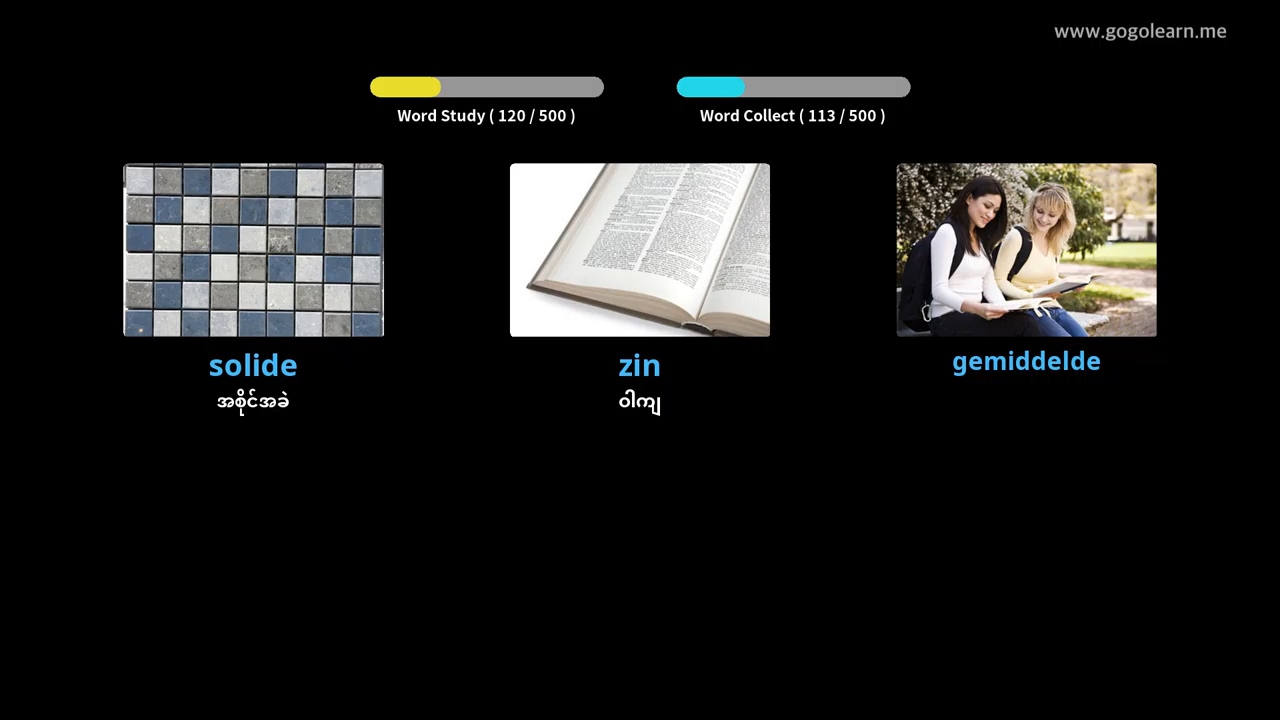 www.gogolearn.me
Word Study ( 120 / 500 )
Word Collect ( 113 / 500 )
solide
အစိုင်အခဲ
zin
ဝါကျ
gemiddelde